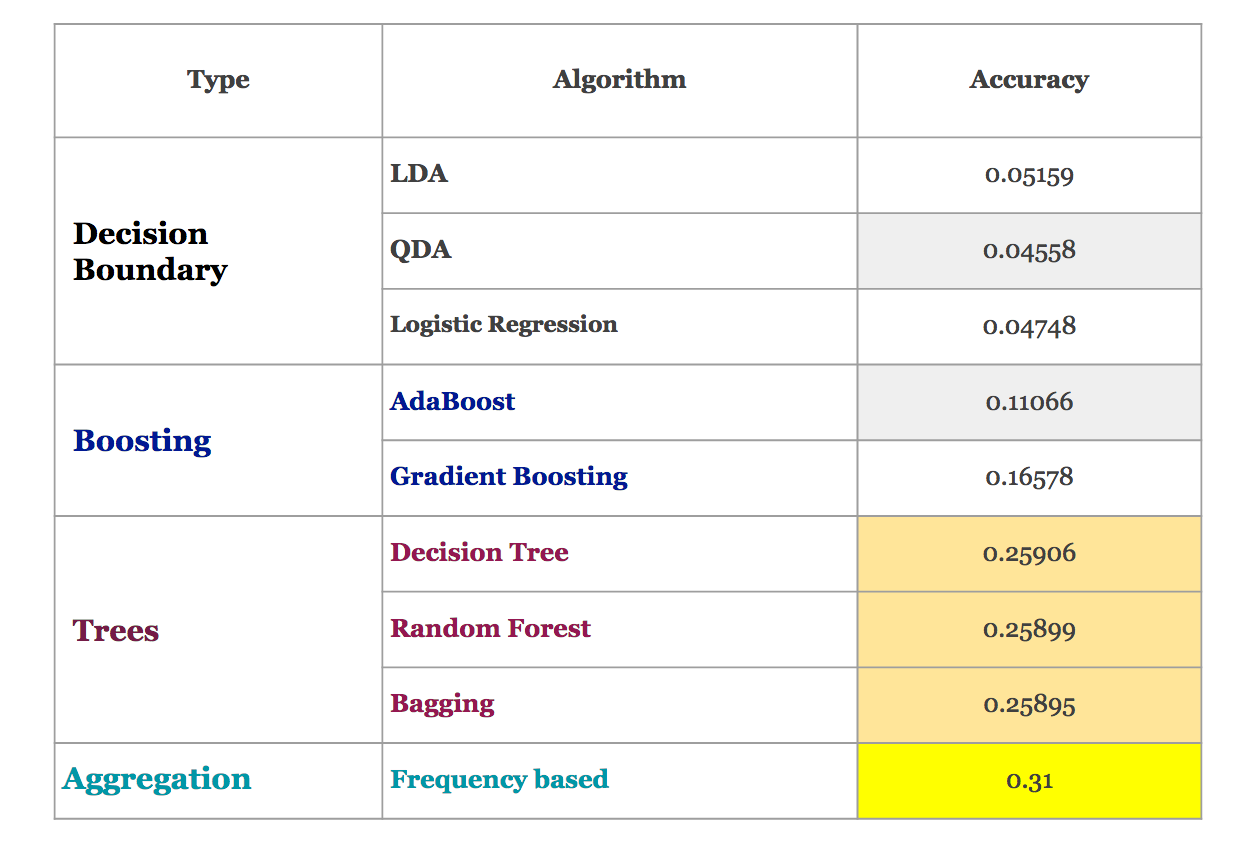 Type Algorithm Accuracy
Decision
Boundary
LDA 0.05159
QDA 0.04558
Logistic Regression 0.04748
Boosting
AdaBoost 0.11066
Gradient Boosting 0.16578
Trees
Decision Tree 0.25906
Random Forest 0.25899
Bagging 0.25895
Aggregation Frequency based 0.31